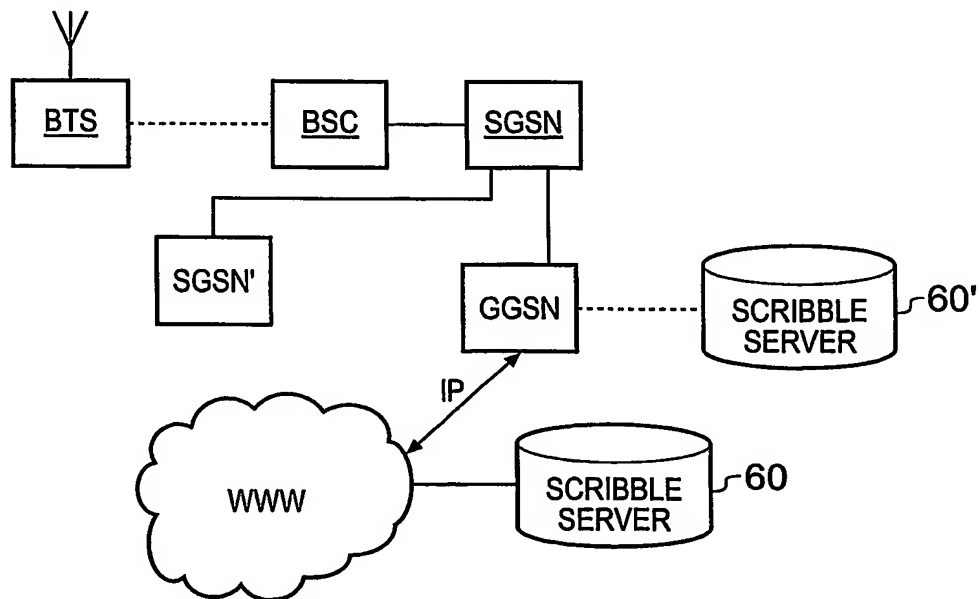 BTS
BSC
SGSN
SGSN'
GGSN
SCRIBBLE
SERVER
60'
IP
WWW
SCRIBBLE
SERVER
60